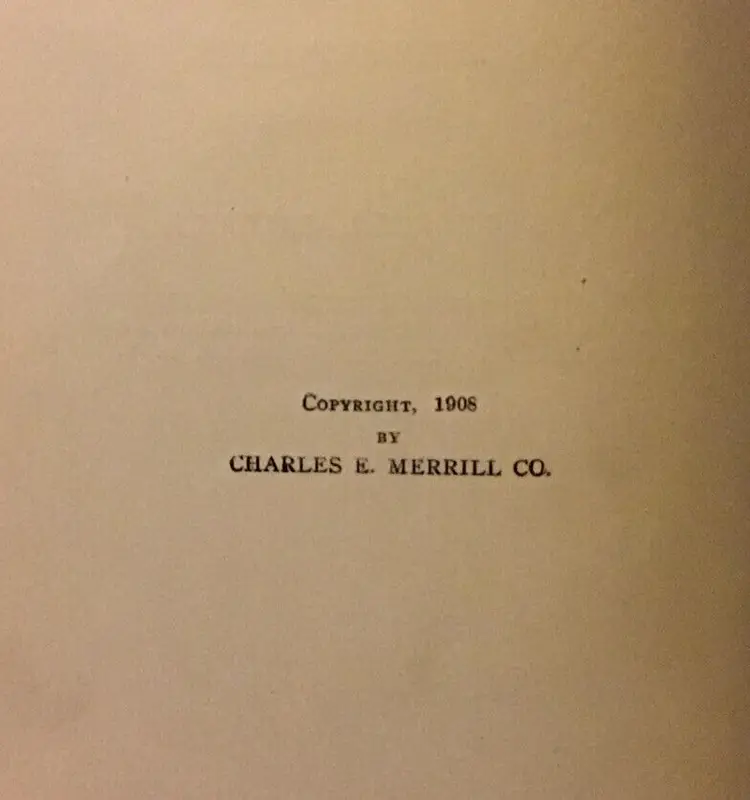 Copyright, 1908
BY
CHARLES E. MERRILL CO.